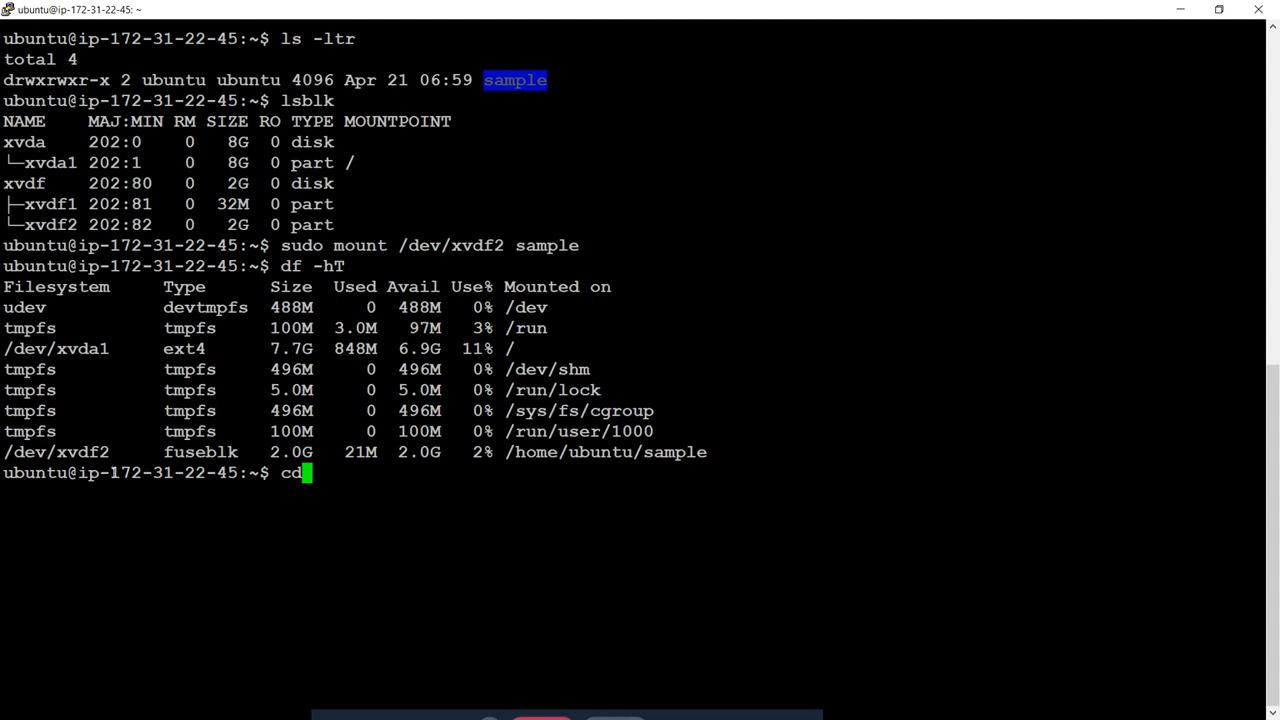 ubuntu@ip-172-31-22-45: ~
ubuntu@ip-172-31-22-45:~$ ls -ltr
total 4
drwxrwxr-x 2 ubuntu ubuntu 4096 Apr 21 06:59 sample
ubuntu@ip-172-31-22-45:~$ lsblk
NAME    MAJ:MIN RM SIZE RO TYPE MOUNTPOINT
xvda    202:0    0   8G  0 disk
└─xvda1 202:1    0   8G  0 part /
xvdf    202:80   0   2G  0 disk
├─xvdf1 202:81   0  32M  0 part
└─xvdf2 202:82   0   2G  0 part
ubuntu@ip-172-31-22-45:~$ sudo mount /dev/xvdf2 sample
ubuntu@ip-172-31-22-45:~$ df -hT
Filesystem     Type      Size  Used Avail Use% Mounted on
udev           devtmpfs  488M     0  488M   0% /dev
tmpfs          tmpfs     100M  3.0M   97M   3% /run
/dev/xvda1     ext4      7.7G  848M  6.9G  11% /
tmpfs          tmpfs     496M     0  496M   0% /dev/shm
tmpfs          tmpfs     5.0M     0  5.0M   0% /run/lock
tmpfs          tmpfs     496M     0  496M   0% /sys/fs/cgroup
tmpfs          tmpfs     100M     0  100M   0% /run/user/1000
/dev/xvdf2     fuseblk   2.0G   21M  2.0G   2% /home/ubuntu/sample
ubuntu@ip-172-31-22-45:~$ cd